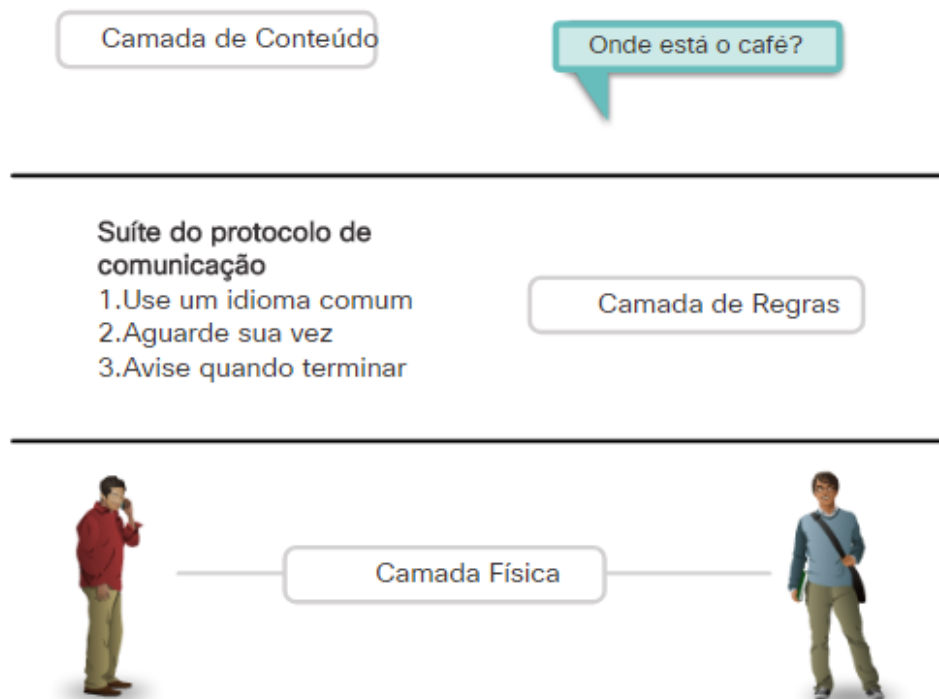 Camada de Conteúdo
Onde está o café?
Suíte do protocolo de
comunicação
1.Use um idioma comum
2.Aguarde sua vez
3.Avise quando terminar
Camada de Regras
Camada Física